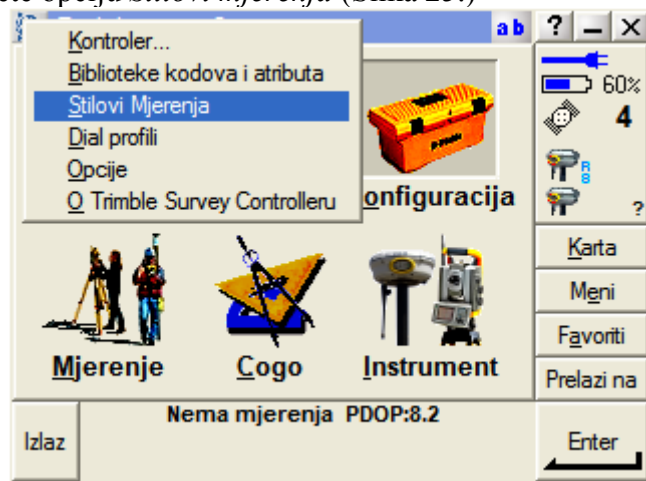 opcija Stilovi mjerenja (Slika 23.)
ab ? – X
Kontroler...
Biblioteke kodova i atributa
Stilovi Mjerenja
Dial profili
Opcije
O Trimble Survey Controlleru
60%
4
R
8
?
onfiguracija
Karta
Meni
Favoriti
Prelazi na
Mjerenje
Cogo
Instrument
Nema mjerenja PDOP:8.2
Izlaz
Enter